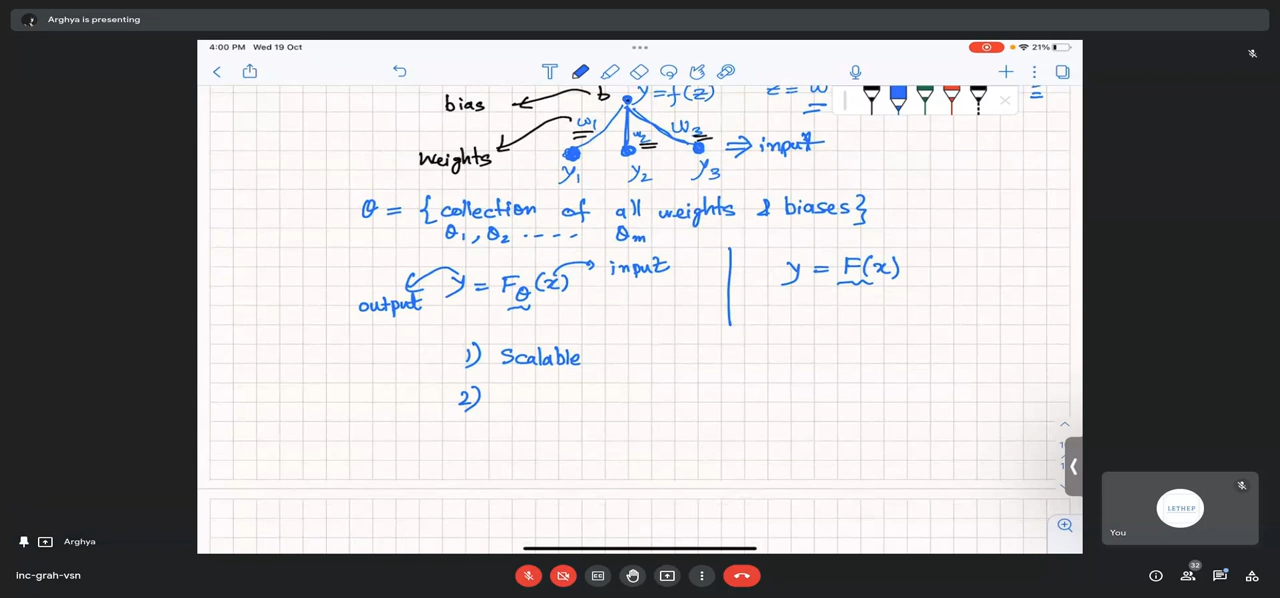 Arghya is presenting
4:00 PM Wed 19 Oct
21%
bias
b
y = f(z)
z = w
weights
w₁
w₂
w₃
⇒ input
y₁ y₂ y₃
θ = {collection of all weights & biases}
θ₁, θ₂ ---- θm
y = Fθ(x) input
output
y = F(x)
1) Scalable
2)
LETHEP
You
Arghya
lnc-grah-vsn
32